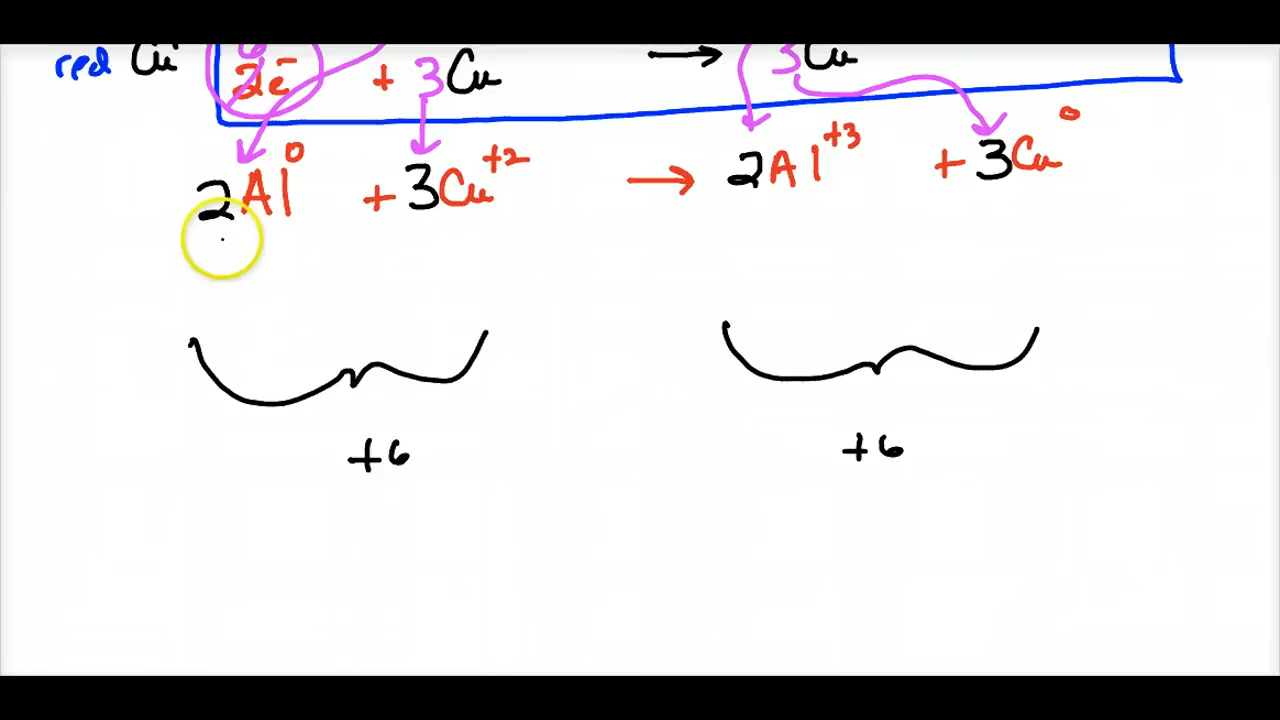 red Cu 2e⁻ + 3Cu → 3Cu
2Al⁰ + 3Cu⁺² → 2Al⁺³ + 3Cu⁰
+6 +6